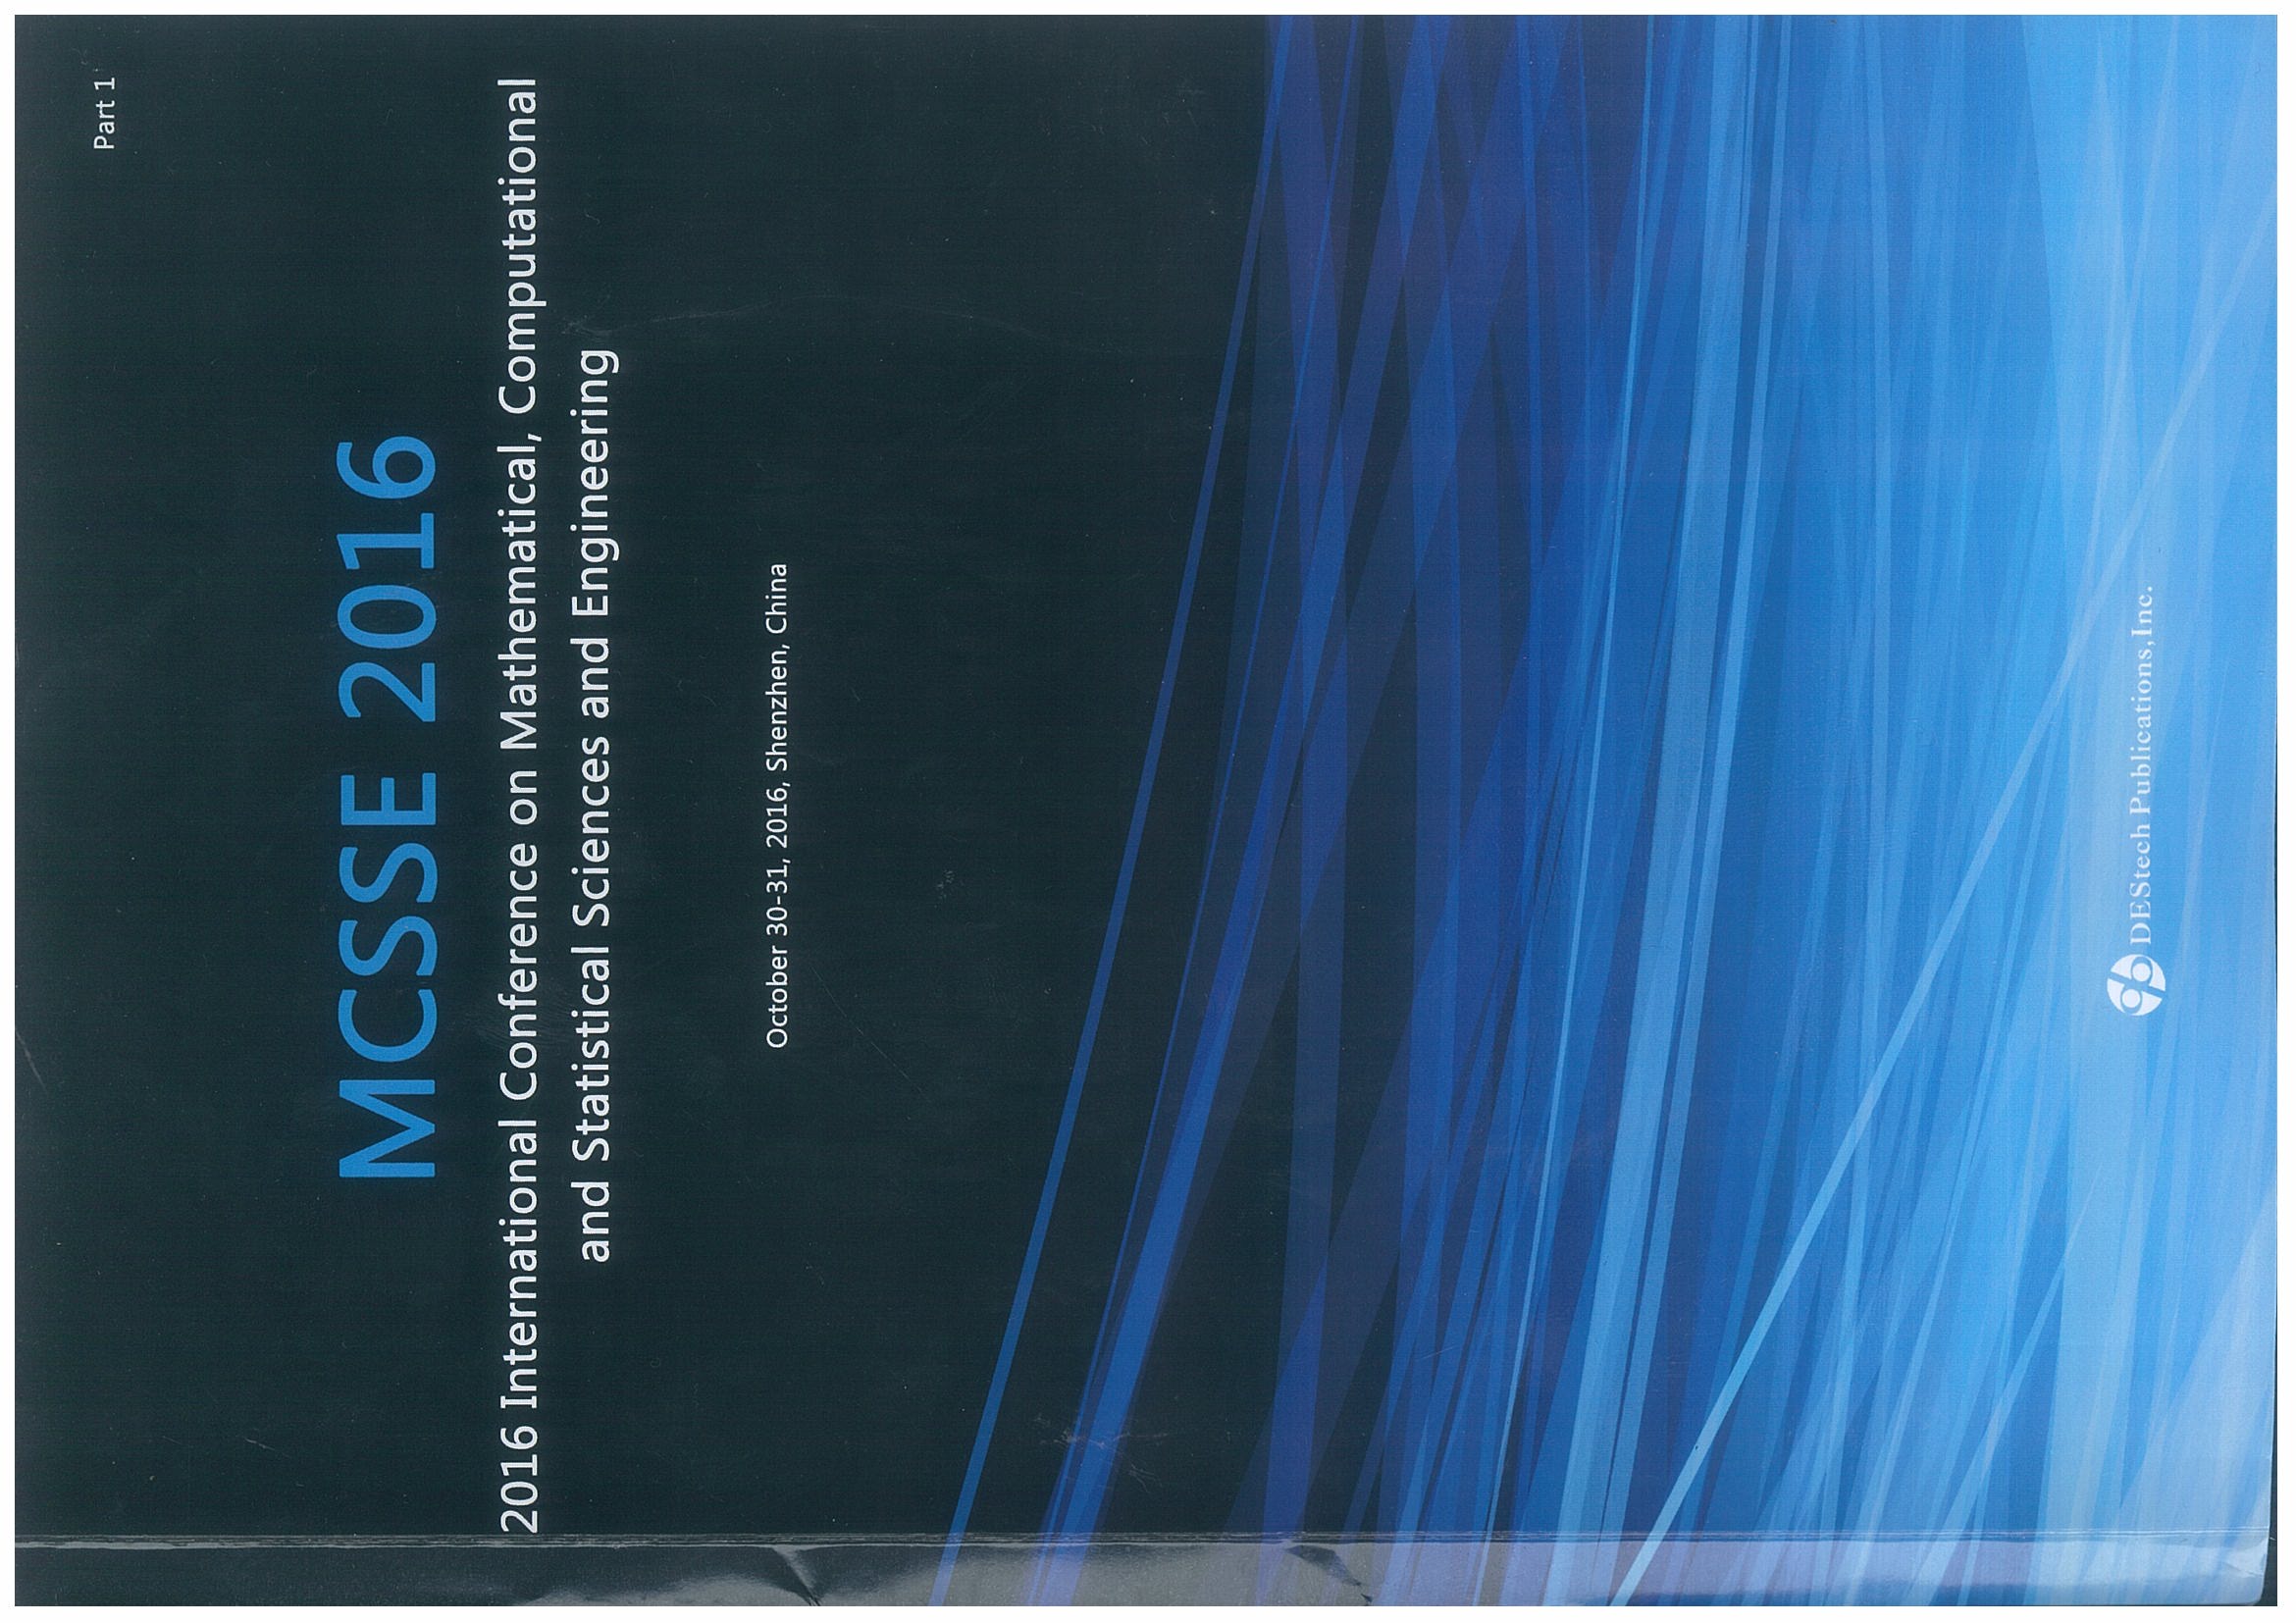 Part 1
MCSSE 2016
2016 International Conference on Mathematical, Computational
and Statistical Sciences and Engineering
October 30-31, 2016, Shenzhen, China
DEStech Publications,Inc.